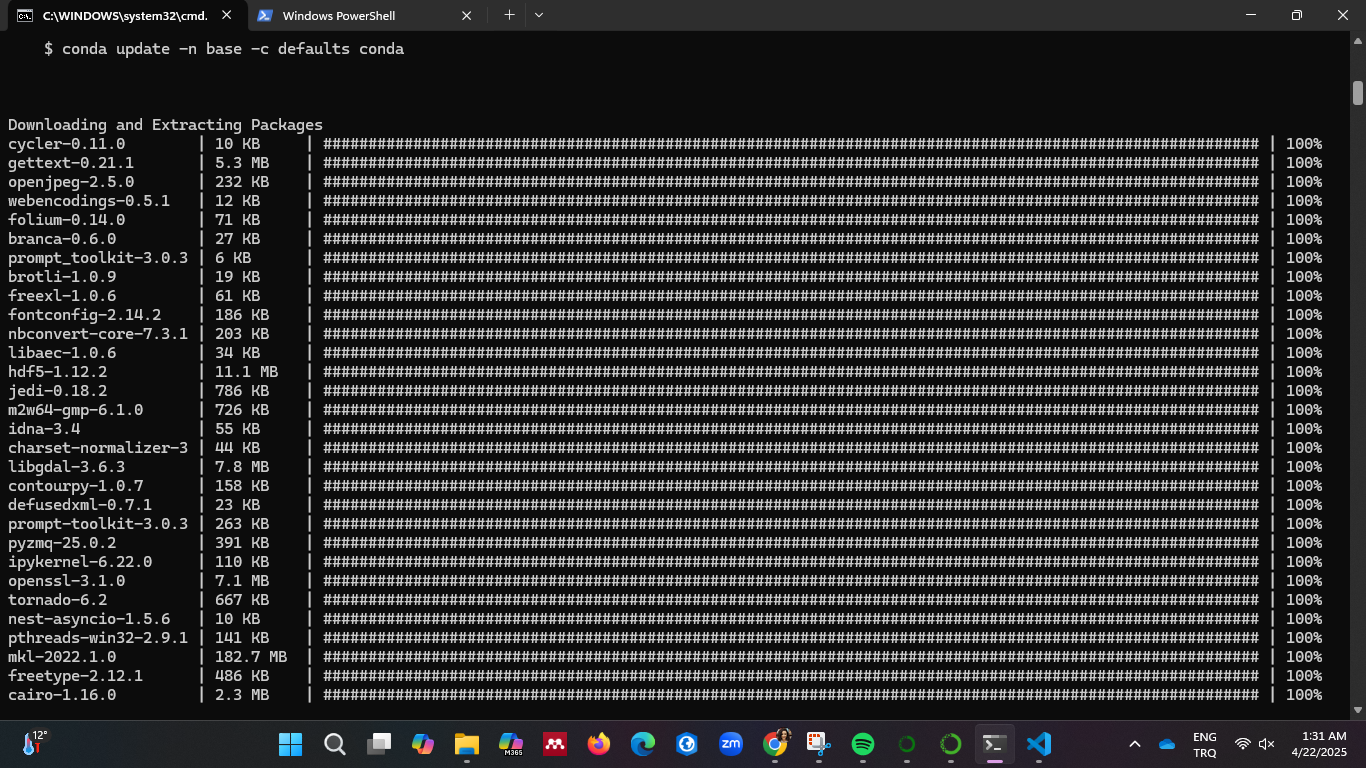 C:\WINDOWS\system32\cmd.
Windows PowerShell
$ conda update -n base -c defaults conda
Downloading and Extracting Packages
cycler-0.11.0 | 10 KB | ######################################################################################################## | 100%
gettext-0.21.1 | 5.3 MB | ######################################################################################################## | 100%
openjpeg-2.5.0 | 232 KB | ######################################################################################################## | 100%
webencodings-0.5.1 | 12 KB | ######################################################################################################## | 100%
folium-0.14.0 | 71 KB | ######################################################################################################## | 100%
branca-0.6.0 | 27 KB | ######################################################################################################## | 100%
prompt_toolkit-3.0.3 | 6 KB | ######################################################################################################## | 100%
brotli-1.0.9 | 19 KB | ######################################################################################################## | 100%
freexl-1.0.6 | 61 KB | ######################################################################################################## | 100%
fontconfig-2.14.2 | 186 KB | ######################################################################################################## | 100%
nbconvert-core-7.3.1 | 203 KB | ######################################################################################################## | 100%
libaec-1.0.6 | 34 KB | ######################################################################################################## | 100%
hdf5-1.12.2 | 11.1 MB | ######################################################################################################## | 100%
jedi-0.18.2 | 786 KB | ######################################################################################################## | 100%
m2w64-gmp-6.1.0 | 726 KB | ######################################################################################################## | 100%
idna-3.4 | 55 KB | ######################################################################################################## | 100%
charset-normalizer-3 | 44 KB | ######################################################################################################## | 100%
libgdal-3.6.3 | 7.8 MB | ######################################################################################################## | 100%
contourpy-1.0.7 | 158 KB | ######################################################################################################## | 100%
defusedxml-0.7.1 | 23 KB | ######################################################################################################## | 100%
prompt-toolkit-3.0.3 | 263 KB | ######################################################################################################## | 100%
pyzmq-25.0.2 | 391 KB | ######################################################################################################## | 100%
ipykernel-6.22.0 | 110 KB | ######################################################################################################## | 100%
openssl-3.1.0 | 7.1 MB | ######################################################################################################## | 100%
tornado-6.2 | 667 KB | ######################################################################################################## | 100%
nest-asyncio-1.5.6 | 10 KB | ######################################################################################################## | 100%
pthreads-win32-2.9.1 | 141 KB | ######################################################################################################## | 100%
mkl-2022.1.0 | 182.7 MB | ######################################################################################################## | 100%
freetype-2.12.1 | 486 KB | ######################################################################################################## | 100%
cairo-1.16.0 | 2.3 MB | ######################################################################################################## | 100%
12°
M365
zm
ENG
TRQ
1:31 AM
4/22/2025